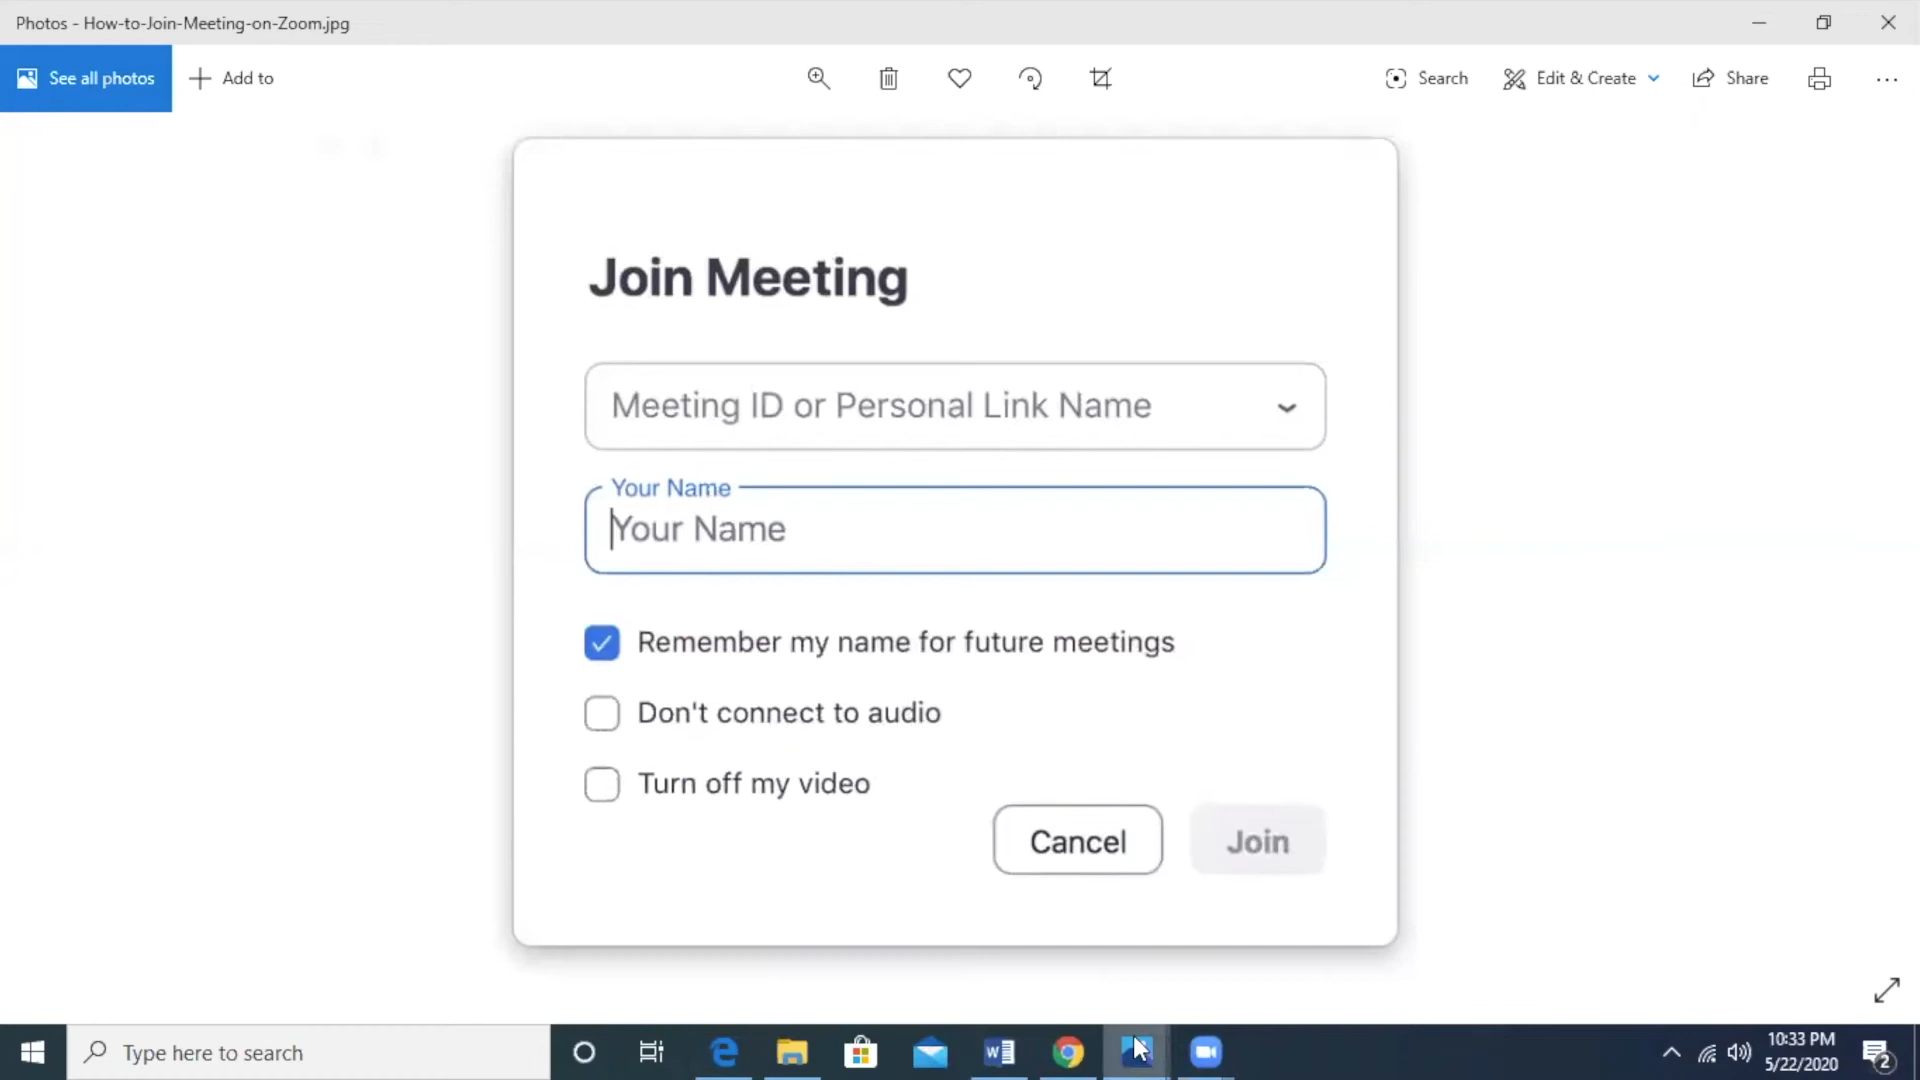 Photos - How-to-Join-Meeting-on-Zoom.jpg
See all photos
Add to
Search
Edit & Create
Share
Join Meeting
Meeting ID or Personal Link Name
Your Name
Your Name
Remember my name for future meetings
Don't connect to audio
Turn off my video
Cancel
Join
Type here to search
10:33 PM
5/22/2020
2